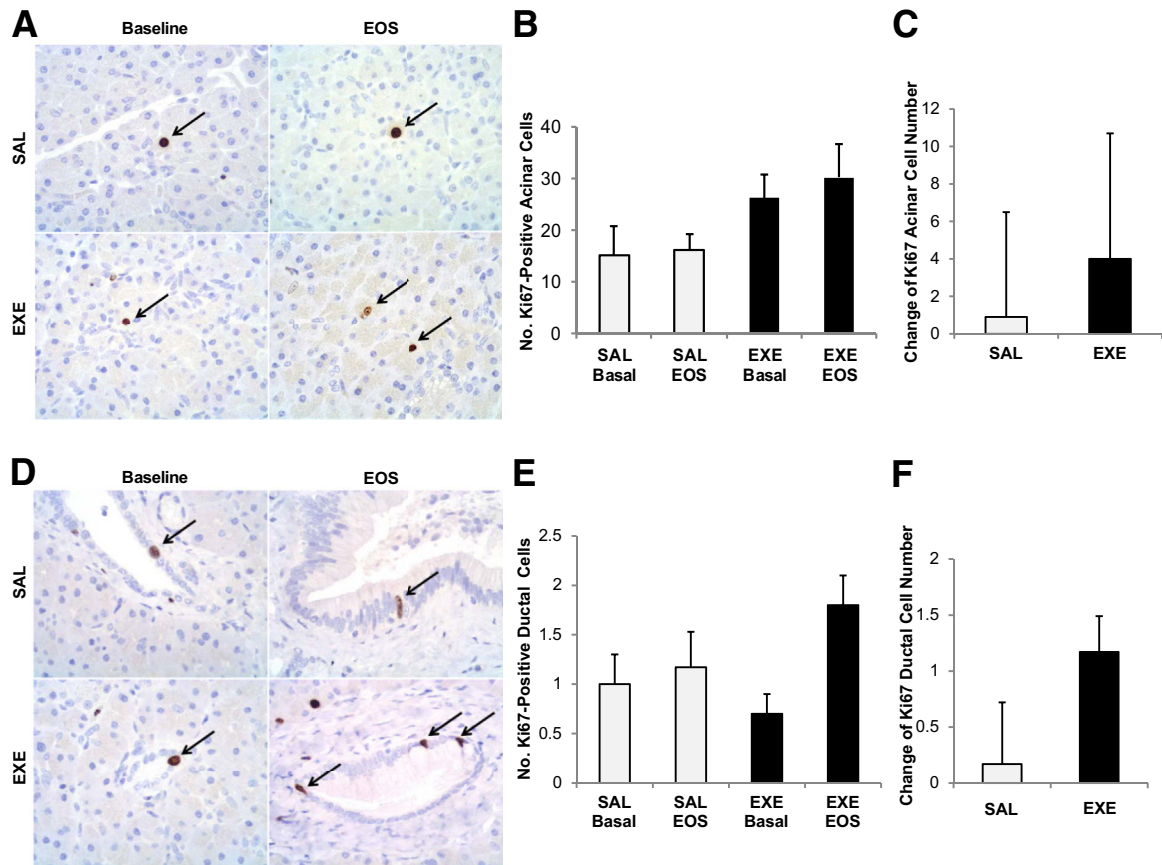 A
Baseline
EOS
SAL
EXE
B
No. Ki67-Positive Acinar Cells
40
30
20
10
0
SAL
Basal
SAL
EOS
EXE
Basal
EXE
EOS
C
Change of Ki67 Acinar Cell Number
12
10
8
6
4
2
0
SAL
EXE
D
Baseline
EOS
SAL
EXE
E
No. Ki67-Positive Ductal Cells
2.5
2
1.5
1
0.5
0
SAL
Basal
SAL
EOS
EXE
Basal
EXE
EOS
F
Change of Ki67 Ductal Cell Number
2
1.5
1
0.5
0
SAL
EXE